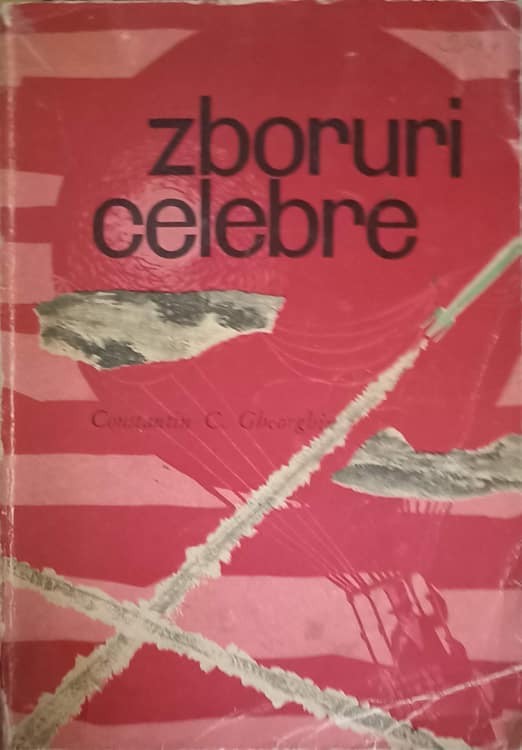 zboruri
celebre
Constantin C. Gheorghiu